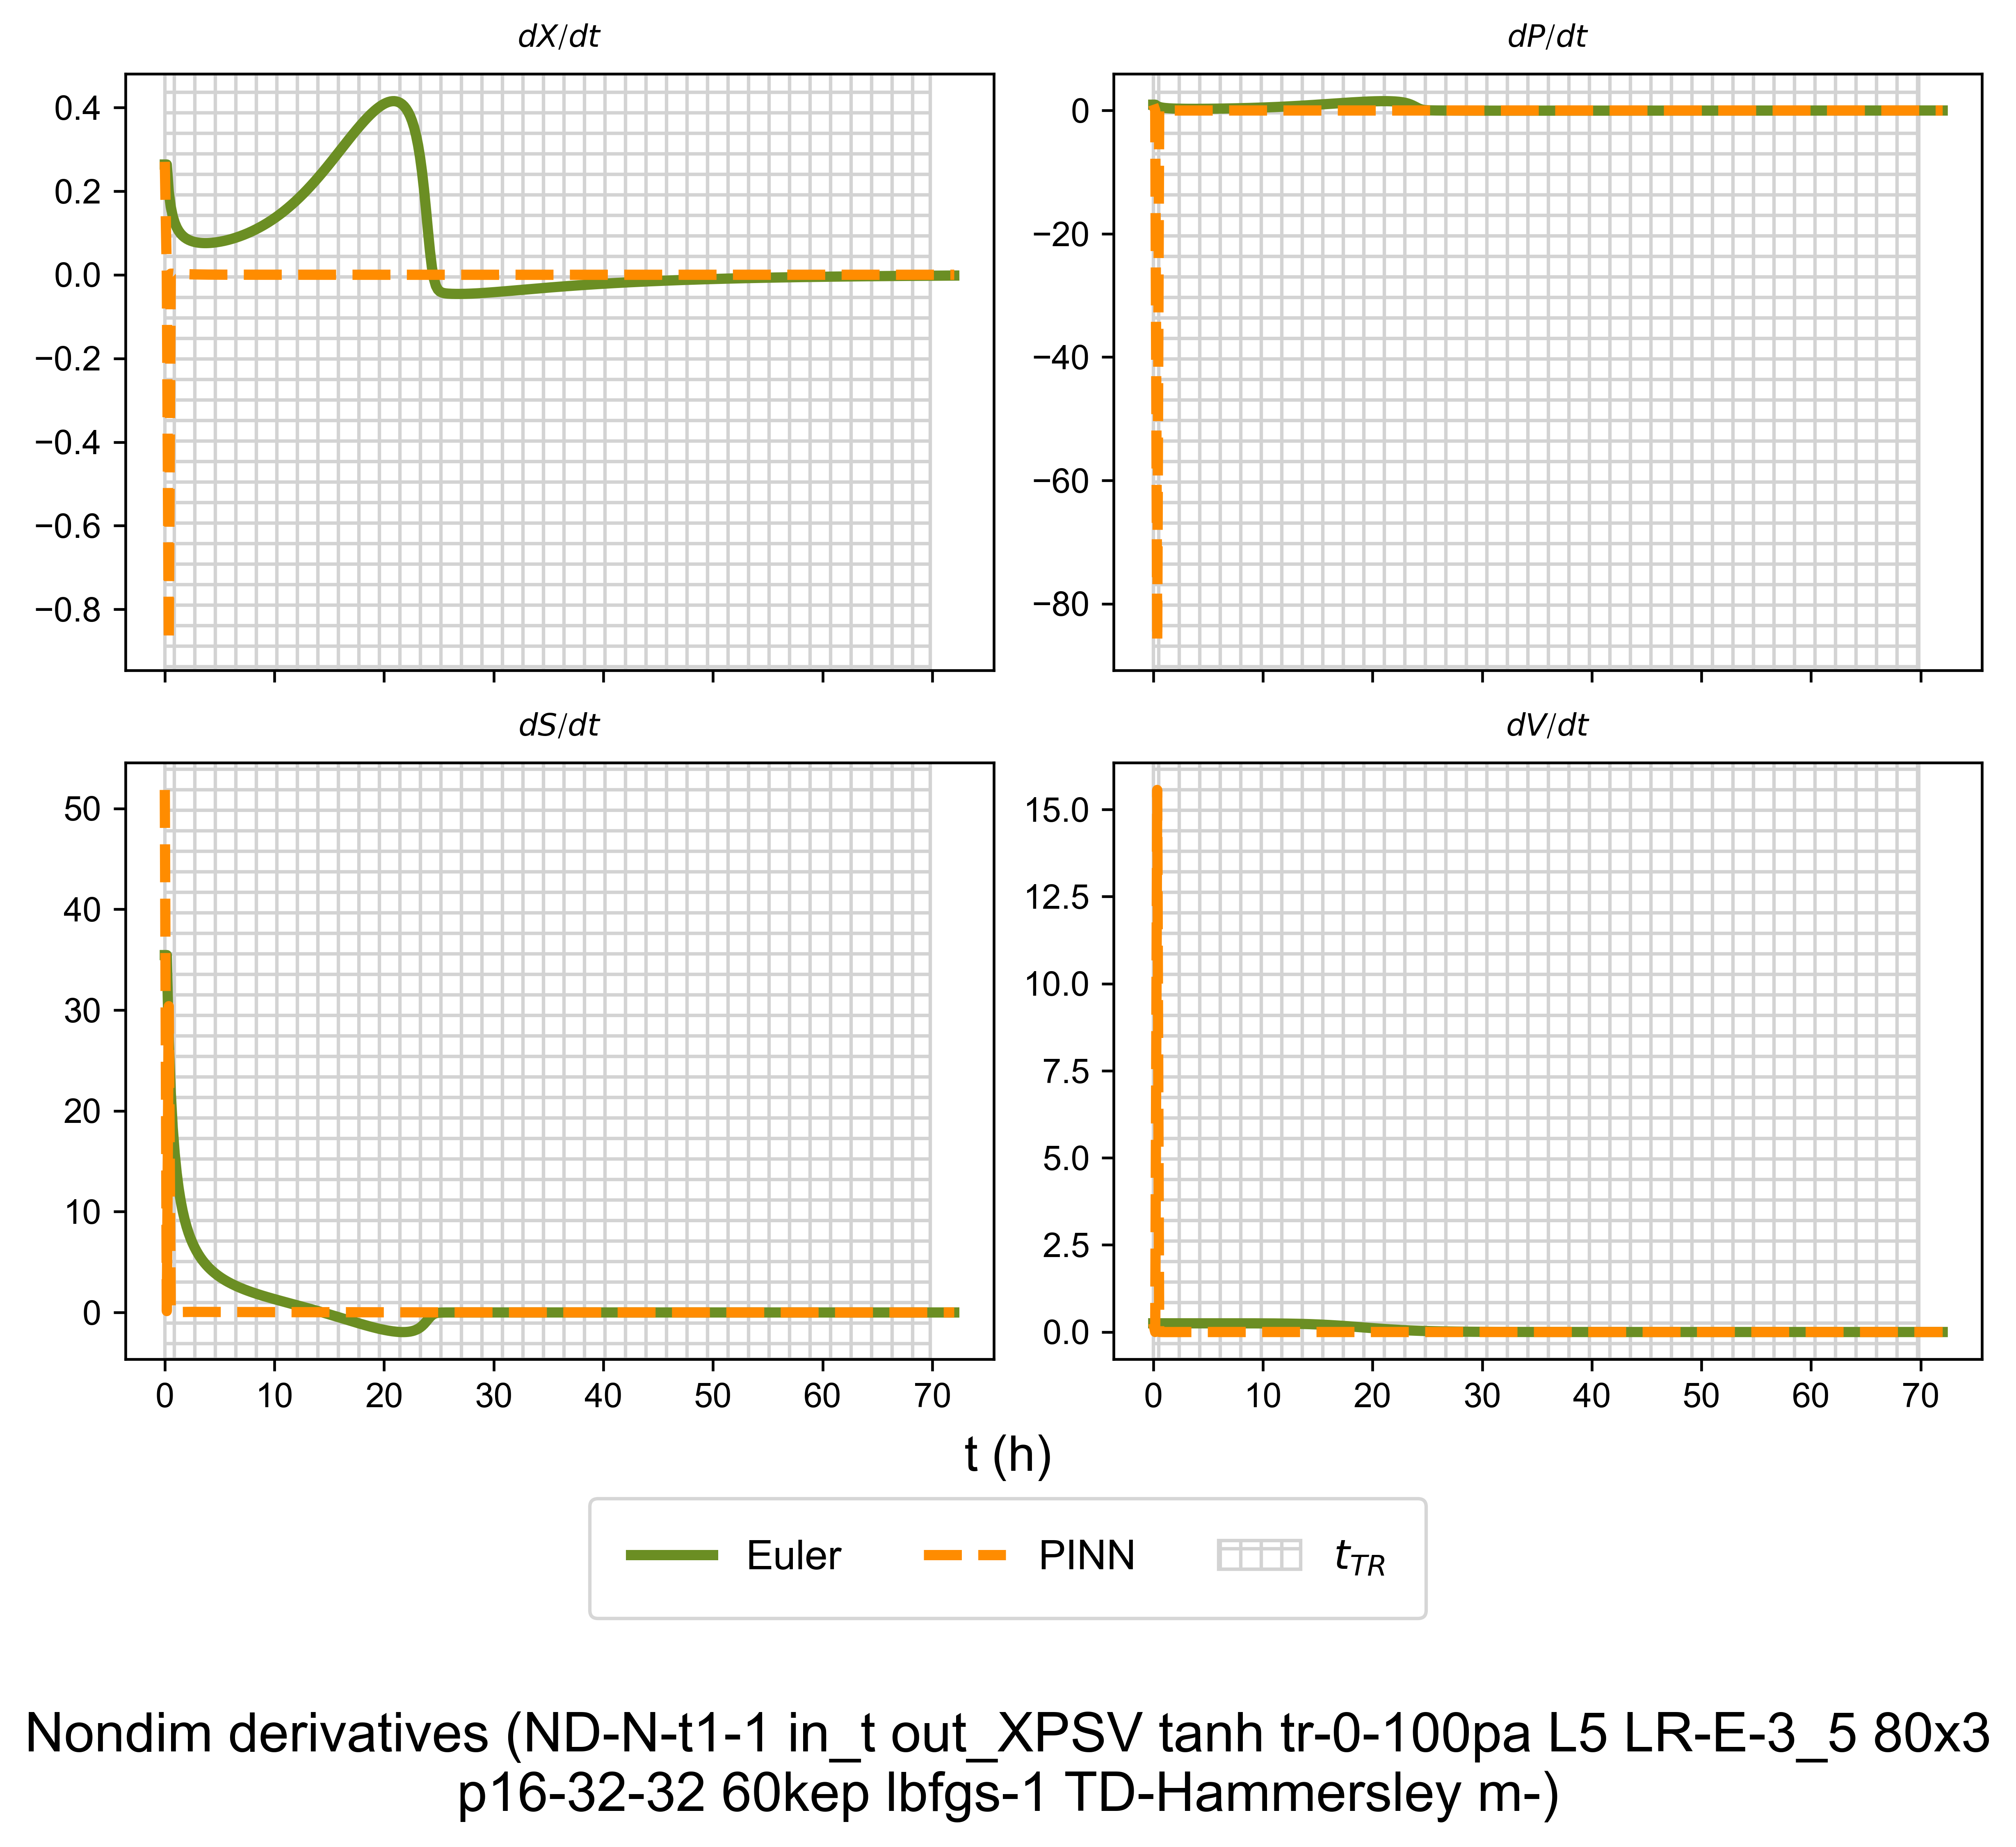 dX/dt
dP/dt
0.4
0.2
0.0
−0.2
−0.4
−0.6
−0.8
0
−20
−40
−60
−80
dS/dt
dV/dt
50
40
30
20
10
0
15.0
12.5
10.0
7.5
5.0
2.5
0.0
0 10 20 30 40 50 60 70
0 10 20 30 40 50 60 70
t (h)
Euler PINN t_TR
Nondim derivatives (ND-N-t1-1 in_t out_XPSV tanh tr-0-100pa L5 LR-E-3_5 80x3
p16-32-32 60kep lbfgs-1 TD-Hammersley m-)